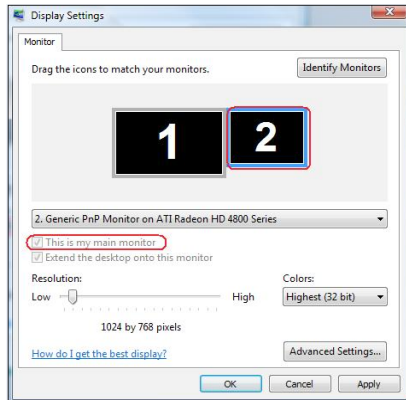 Display Settings
Monitor
Drag the icons to match your monitors.
Identify Monitors
1
2
2. Generic PnP Monitor on ATI Radeon HD 4800 Series
This is my main monitor
Extend the desktop onto this monitor
Resolution:
Colors:
Low
High
Highest (32 bit)
1024 by 768 pixels
How do I get the best display?
Advanced Settings...
OK
Cancel
Apply